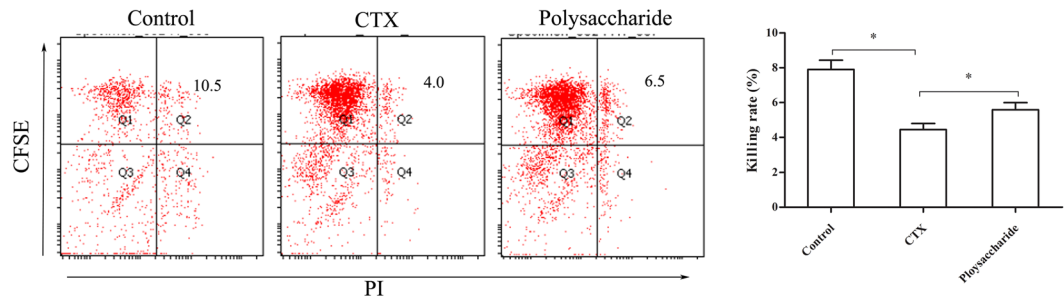 Control
CTX
Polysaccharide
CFSE
10.5
4.0
6.5
Q1
Q2
Q3
Q4
Q1
Q2
Q3
Q4
Q1
Q2
Q3
Q4
PI
Killing rate (%)
10
8
6
4
2
0
*
*
Control
CTX
Ploysaccharide